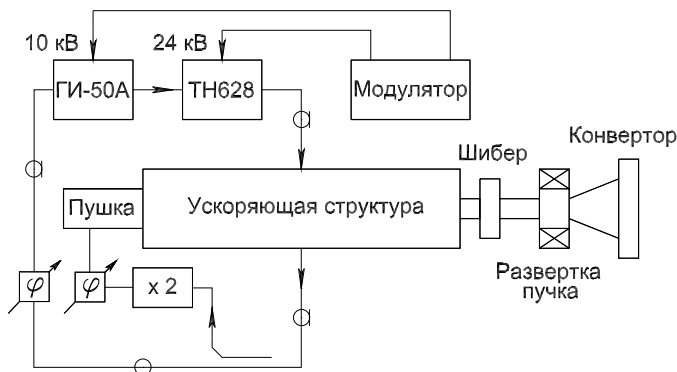 10 кВ
24 кВ
ГИ-50А
ТН628
Модулятор
Конвертор
Шибер
Пушка
Ускоряющая структура
Развертка
пучка
φ
φ
х 2